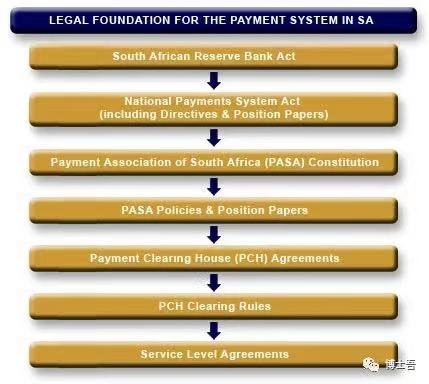 LEGAL FOUNDATION FOR THE PAYMENT SYSTEM IN SA
South African Reserve Bank Act
National Payments System Act
(including Directives & Position Papers)
Payment Association of South Africa (PASA) Constitution
PASA Policies & Position Papers
Payment Clearing House (PCH) Agreements
PCH Clearing Rules
Service Level Agreements
博士吾